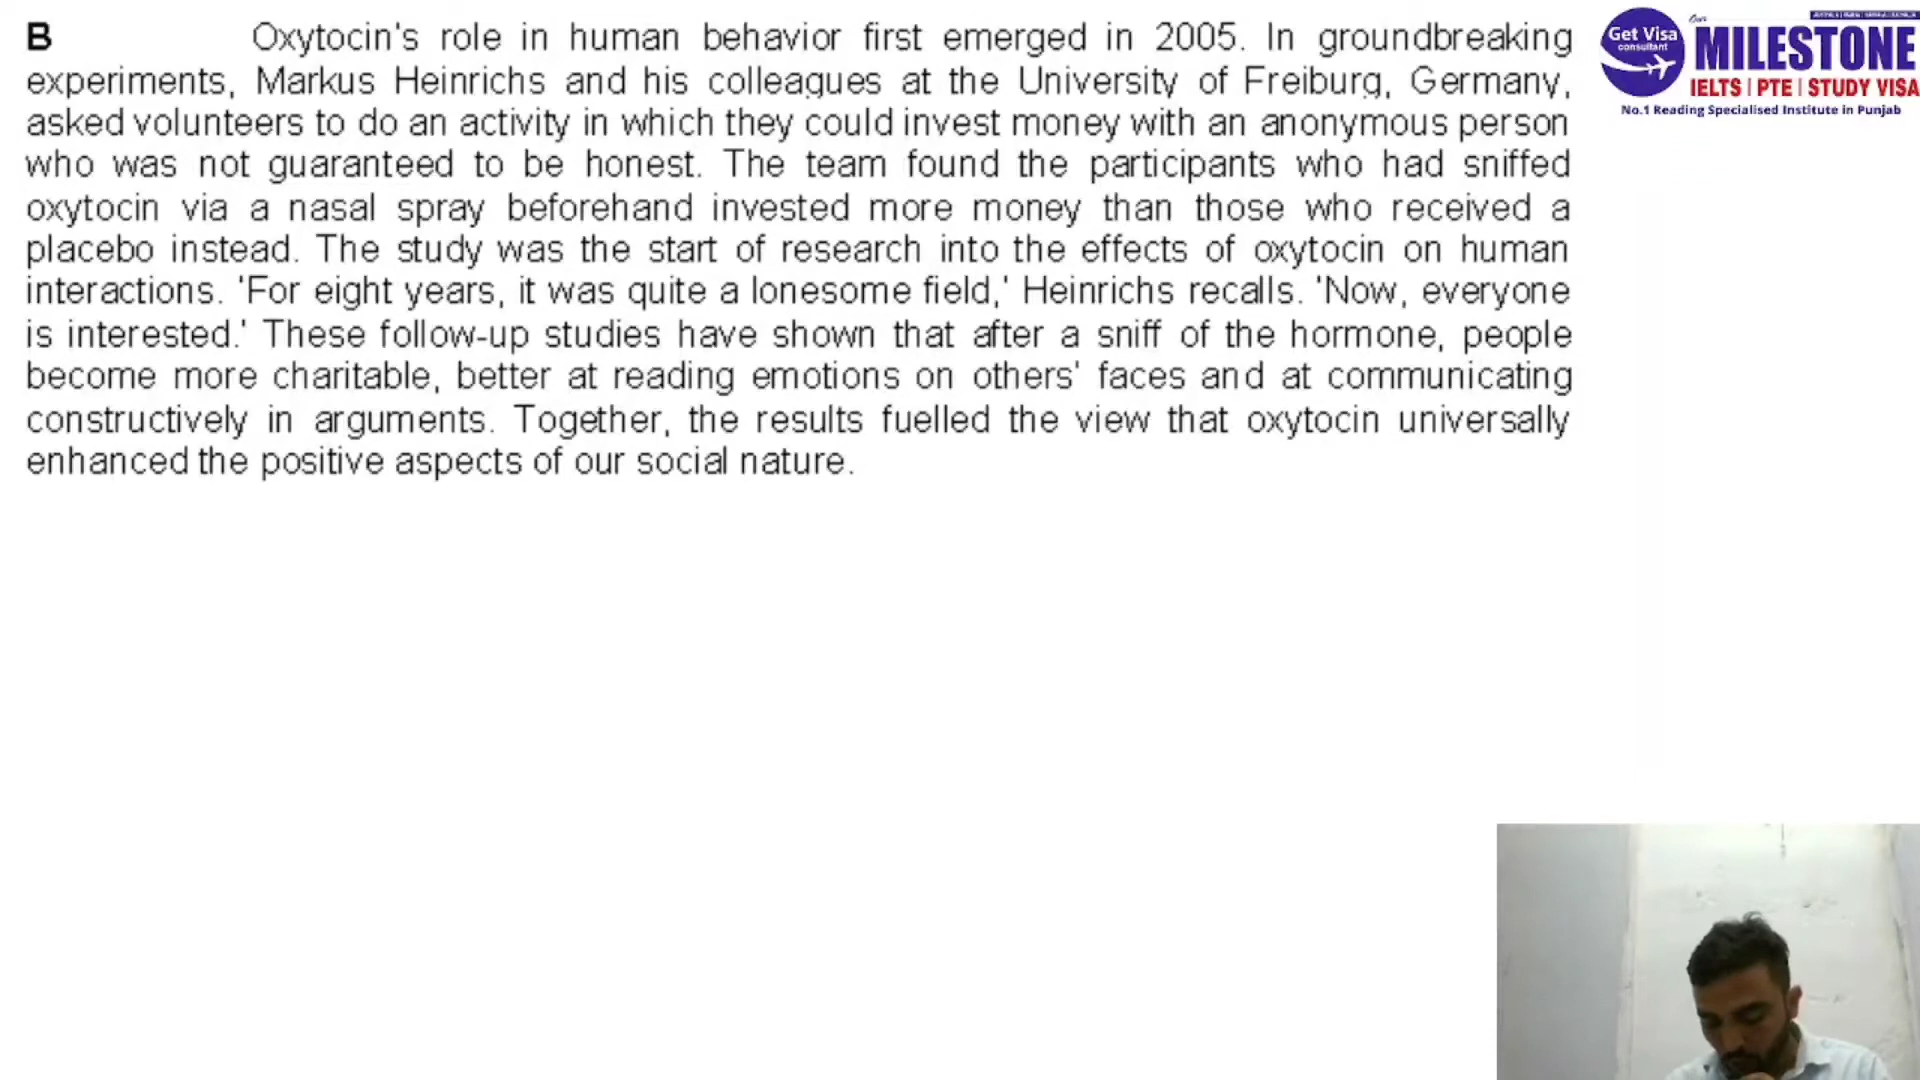 B Oxytocin's role in human behavior first emerged in 2005. In groundbreaking
experiments, Markus Heinrichs and his colleagues at the University of Freiburg, Germany,
asked volunteers to do an activity in which they could invest money with an anonymous person
who was not guaranteed to be honest. The team found the participants who had sniffed
oxytocin via a nasal spray beforehand invested more money than those who received a
placebo instead. The study was the start of research into the effects of oxytocin on human
interactions. 'For eight years, it was quite a lonesome field,' Heinrichs recalls. 'Now, everyone
is interested.' These follow-up studies have shown that after a sniff of the hormone, people
become more charitable, better at reading emotions on others' faces and at communicating
constructively in arguments. Together, the results fuelled the view that oxytocin universally
enhanced the positive aspects of our social nature.
Get Visa
consultant
Our
MILESTONE
IELTS | PTE | STUDY VISA
No.1 Reading Specialised Institute in Punjab